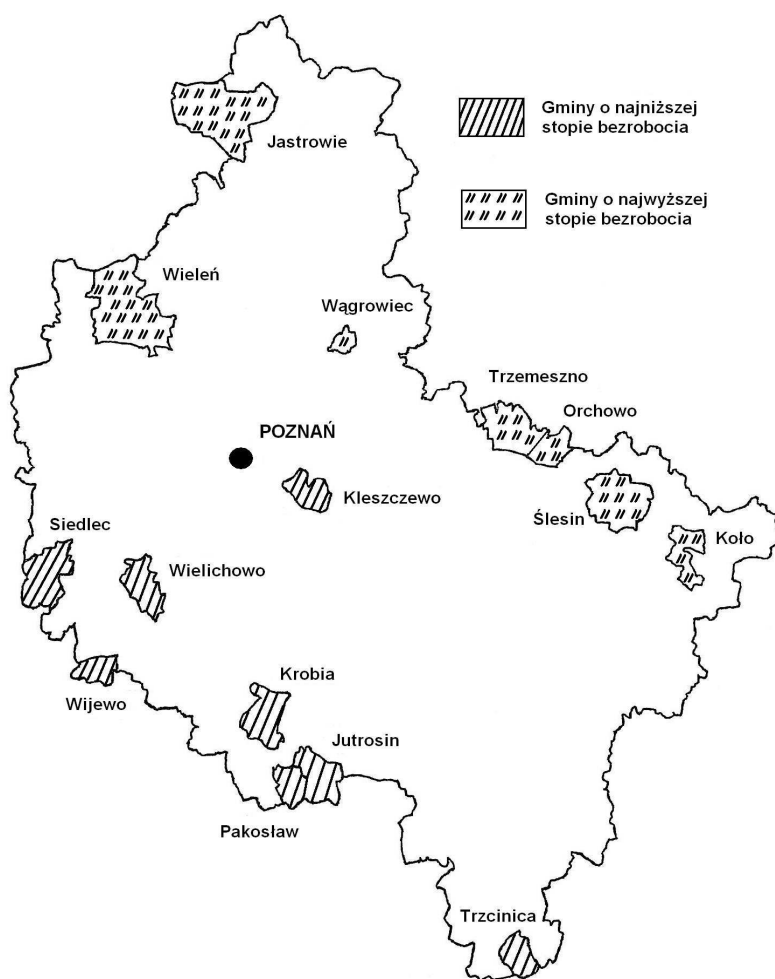 Gminy o najniższej
stopie bezrobocia
Jastrowie
Gminy o najwyższej
stopie bezrobocia
Wieleń
Wągrowiec
Trzemeszno
Orchowo
POZNAŃ
Kleszczewo
Ślesin
Koło
Siedlec
Wielichowo
Krobia
Wijewo
Jutrosin
Pakosław
Trzcinica